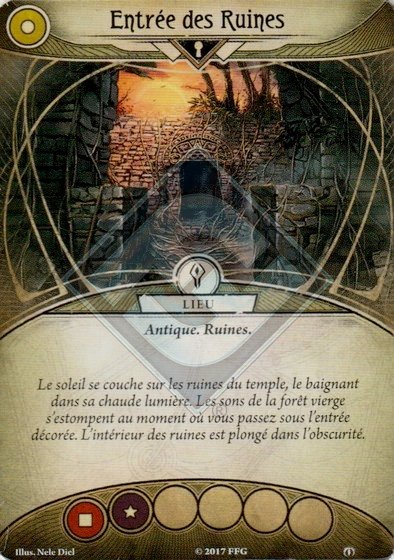 Entrée des Ruines
LIEU
Antique. Ruines.
Le soleil se couche sur les ruines du temple, le baignant
dans sa chaude lumière. Les sons de la forêt vierge
s'estompent au moment où vous passez sous l'entrée
décorée. L'intérieur des ruines est plongé dans l'obscurité.
Illus. Nele Diel
© 2017 FFG